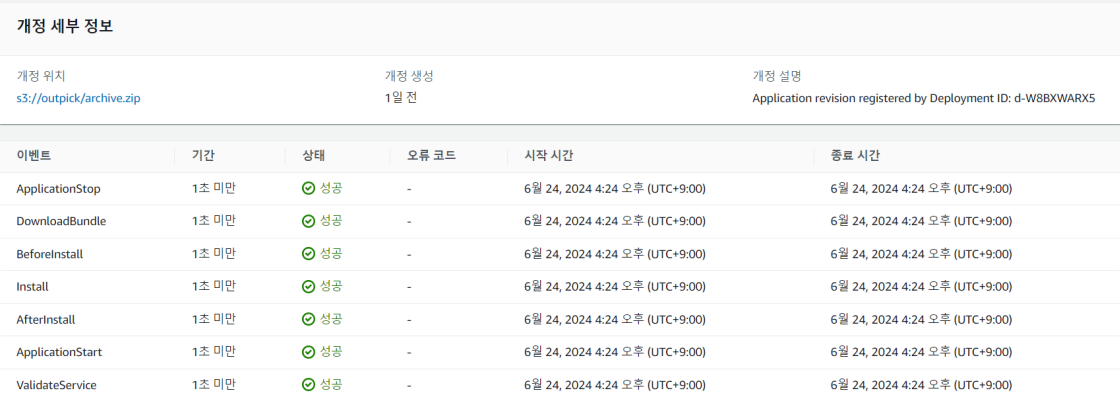 개정 세부 정보
개정 위치 개정 생성 개정 설명
s3://outpick/archive.zip 1일 전 Application revision registered by Deployment ID: d-W8BXWARX5
이벤트 기간 상태 오류 코드 시작 시간 종료 시간
ApplicationStop 1초 미만 성공 - 6월 24, 2024 4:24 오후 (UTC+9:00) 6월 24, 2024 4:24 오후 (UTC+9:00)
DownloadBundle 1초 미만 성공 - 6월 24, 2024 4:24 오후 (UTC+9:00) 6월 24, 2024 4:24 오후 (UTC+9:00)
BeforeInstall 1초 미만 성공 - 6월 24, 2024 4:24 오후 (UTC+9:00) 6월 24, 2024 4:24 오후 (UTC+9:00)
Install 1초 미만 성공 - 6월 24, 2024 4:24 오후 (UTC+9:00) 6월 24, 2024 4:24 오후 (UTC+9:00)
AfterInstall 1초 미만 성공 - 6월 24, 2024 4:24 오후 (UTC+9:00) 6월 24, 2024 4:24 오후 (UTC+9:00)
ApplicationStart 1초 미만 성공 - 6월 24, 2024 4:24 오후 (UTC+9:00) 6월 24, 2024 4:24 오후 (UTC+9:00)
ValidateService 1초 미만 성공 - 6월 24, 2024 4:24 오후 (UTC+9:00) 6월 24, 2024 4:24 오후 (UTC+9:00)